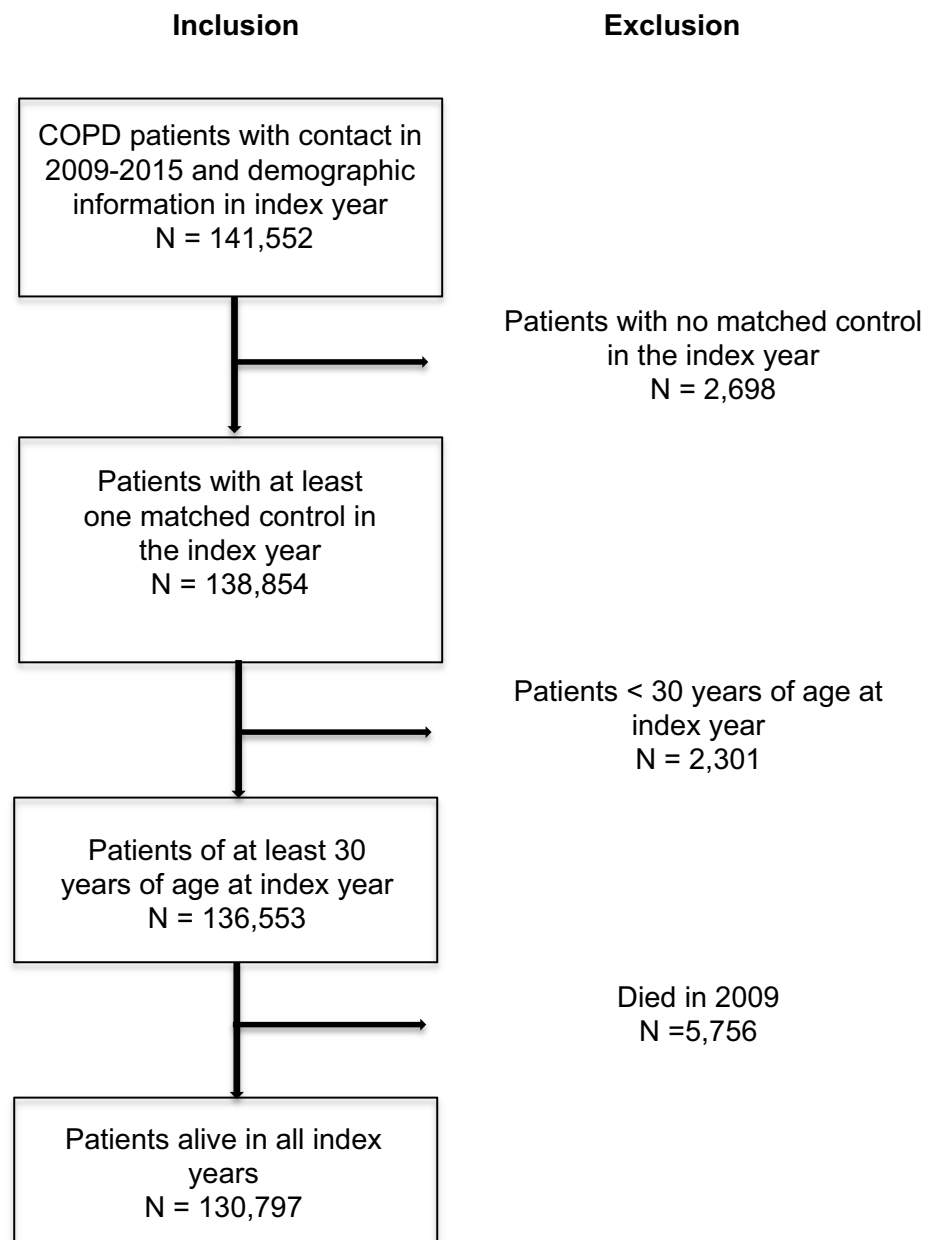 Inclusion
Exclusion
COPD patients with contact in
2009-2015 and demographic
information in index year
N = 141,552
Patients with no matched control
in the index year
N = 2,698
Patients with at least
one matched control in
the index year
N = 138,854
Patients < 30 years of age at
index year
N = 2,301
Patients of at least 30
years of age at index year
N = 136,553
Died in 2009
N =5,756
Patients alive in all index
years
N = 130,797